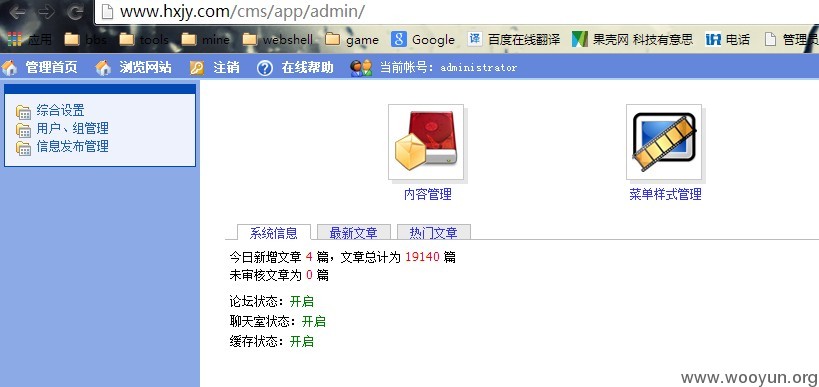 www.hxjy.com/cms/app/admin/
应用 bbs tools mine webshell game Google 译 百度在线翻译 果壳网 科技有意思 电话 管理员
管理首页 浏览网站 注销 ? 在线帮助 当前帐号：administrator
综合设置
用户、组管理
信息发布管理
内容管理 菜单样式管理
系统信息 最新文章 热门文章
今日新增文章 4 篇，文章总计为 19140 篇
未审核文章为 0 篇
论坛状态：开启
聊天室状态：开启
缓存状态：开启
www.wooyun.org